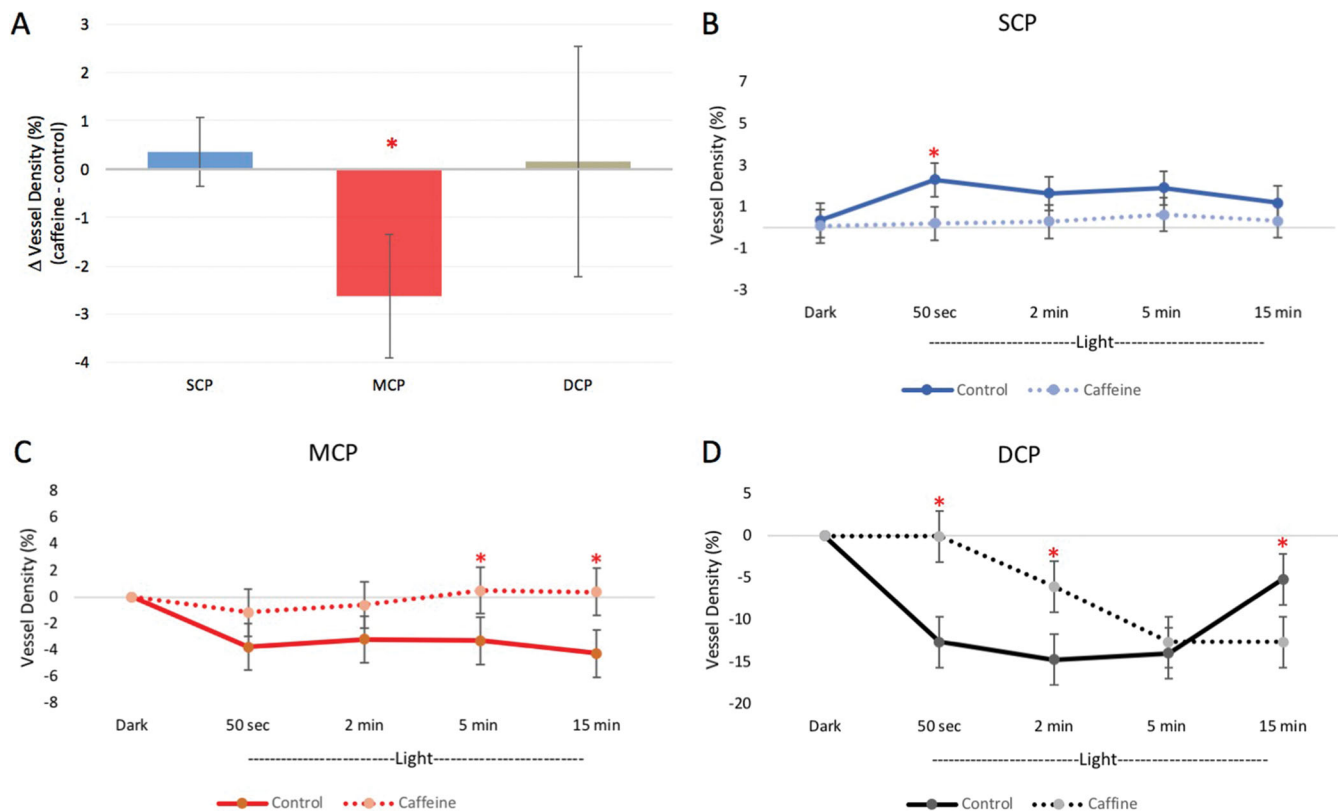 A
3
2
1
0
-1
-2
-3
-4
Δ Vessel Density (%)
(caffeine - control)
*
SCP
MCP
DCP
B
SCP
7
5
3
1
-1
-3
Vessel Density (%)
*
Dark
50 sec
2 min
5 min
15 min
-------------------------Light-------------------------
Control
Caffeine
C
MCP
8
6
4
2
0
-2
-4
-6
-8
Vessel Density (%)
*
*
Dark
50 sec
2 min
5 min
15 min
-------------------------Light-------------------------
Control
Caffeine
D
DCP
5
0
-5
-10
-15
-20
Vessel Density (%)
*
*
*
Dark
50 sec
2 min
5 min
15 min
-------------------------Light-------------------------
Control
Caffine